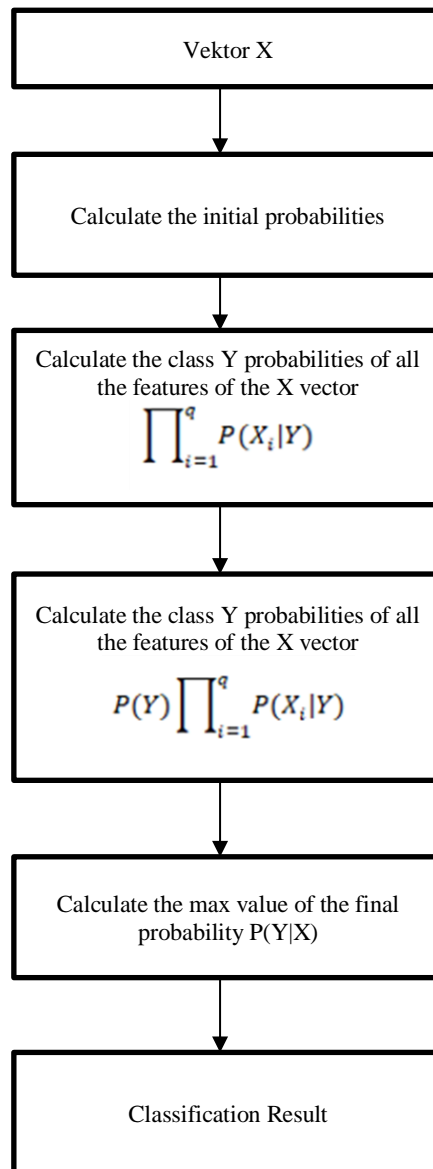 Vektor X
Calculate the initial probabilities
Calculate the class Y probabilities of all
the features of the X vector
∏_{i=1}^{q} P(X_i|Y)
Calculate the class Y probabilities of all
the features of the X vector
P(Y) ∏_{i=1}^{q} P(X_i|Y)
Calculate the max value of the final
probability P(Y|X)
Classification Result